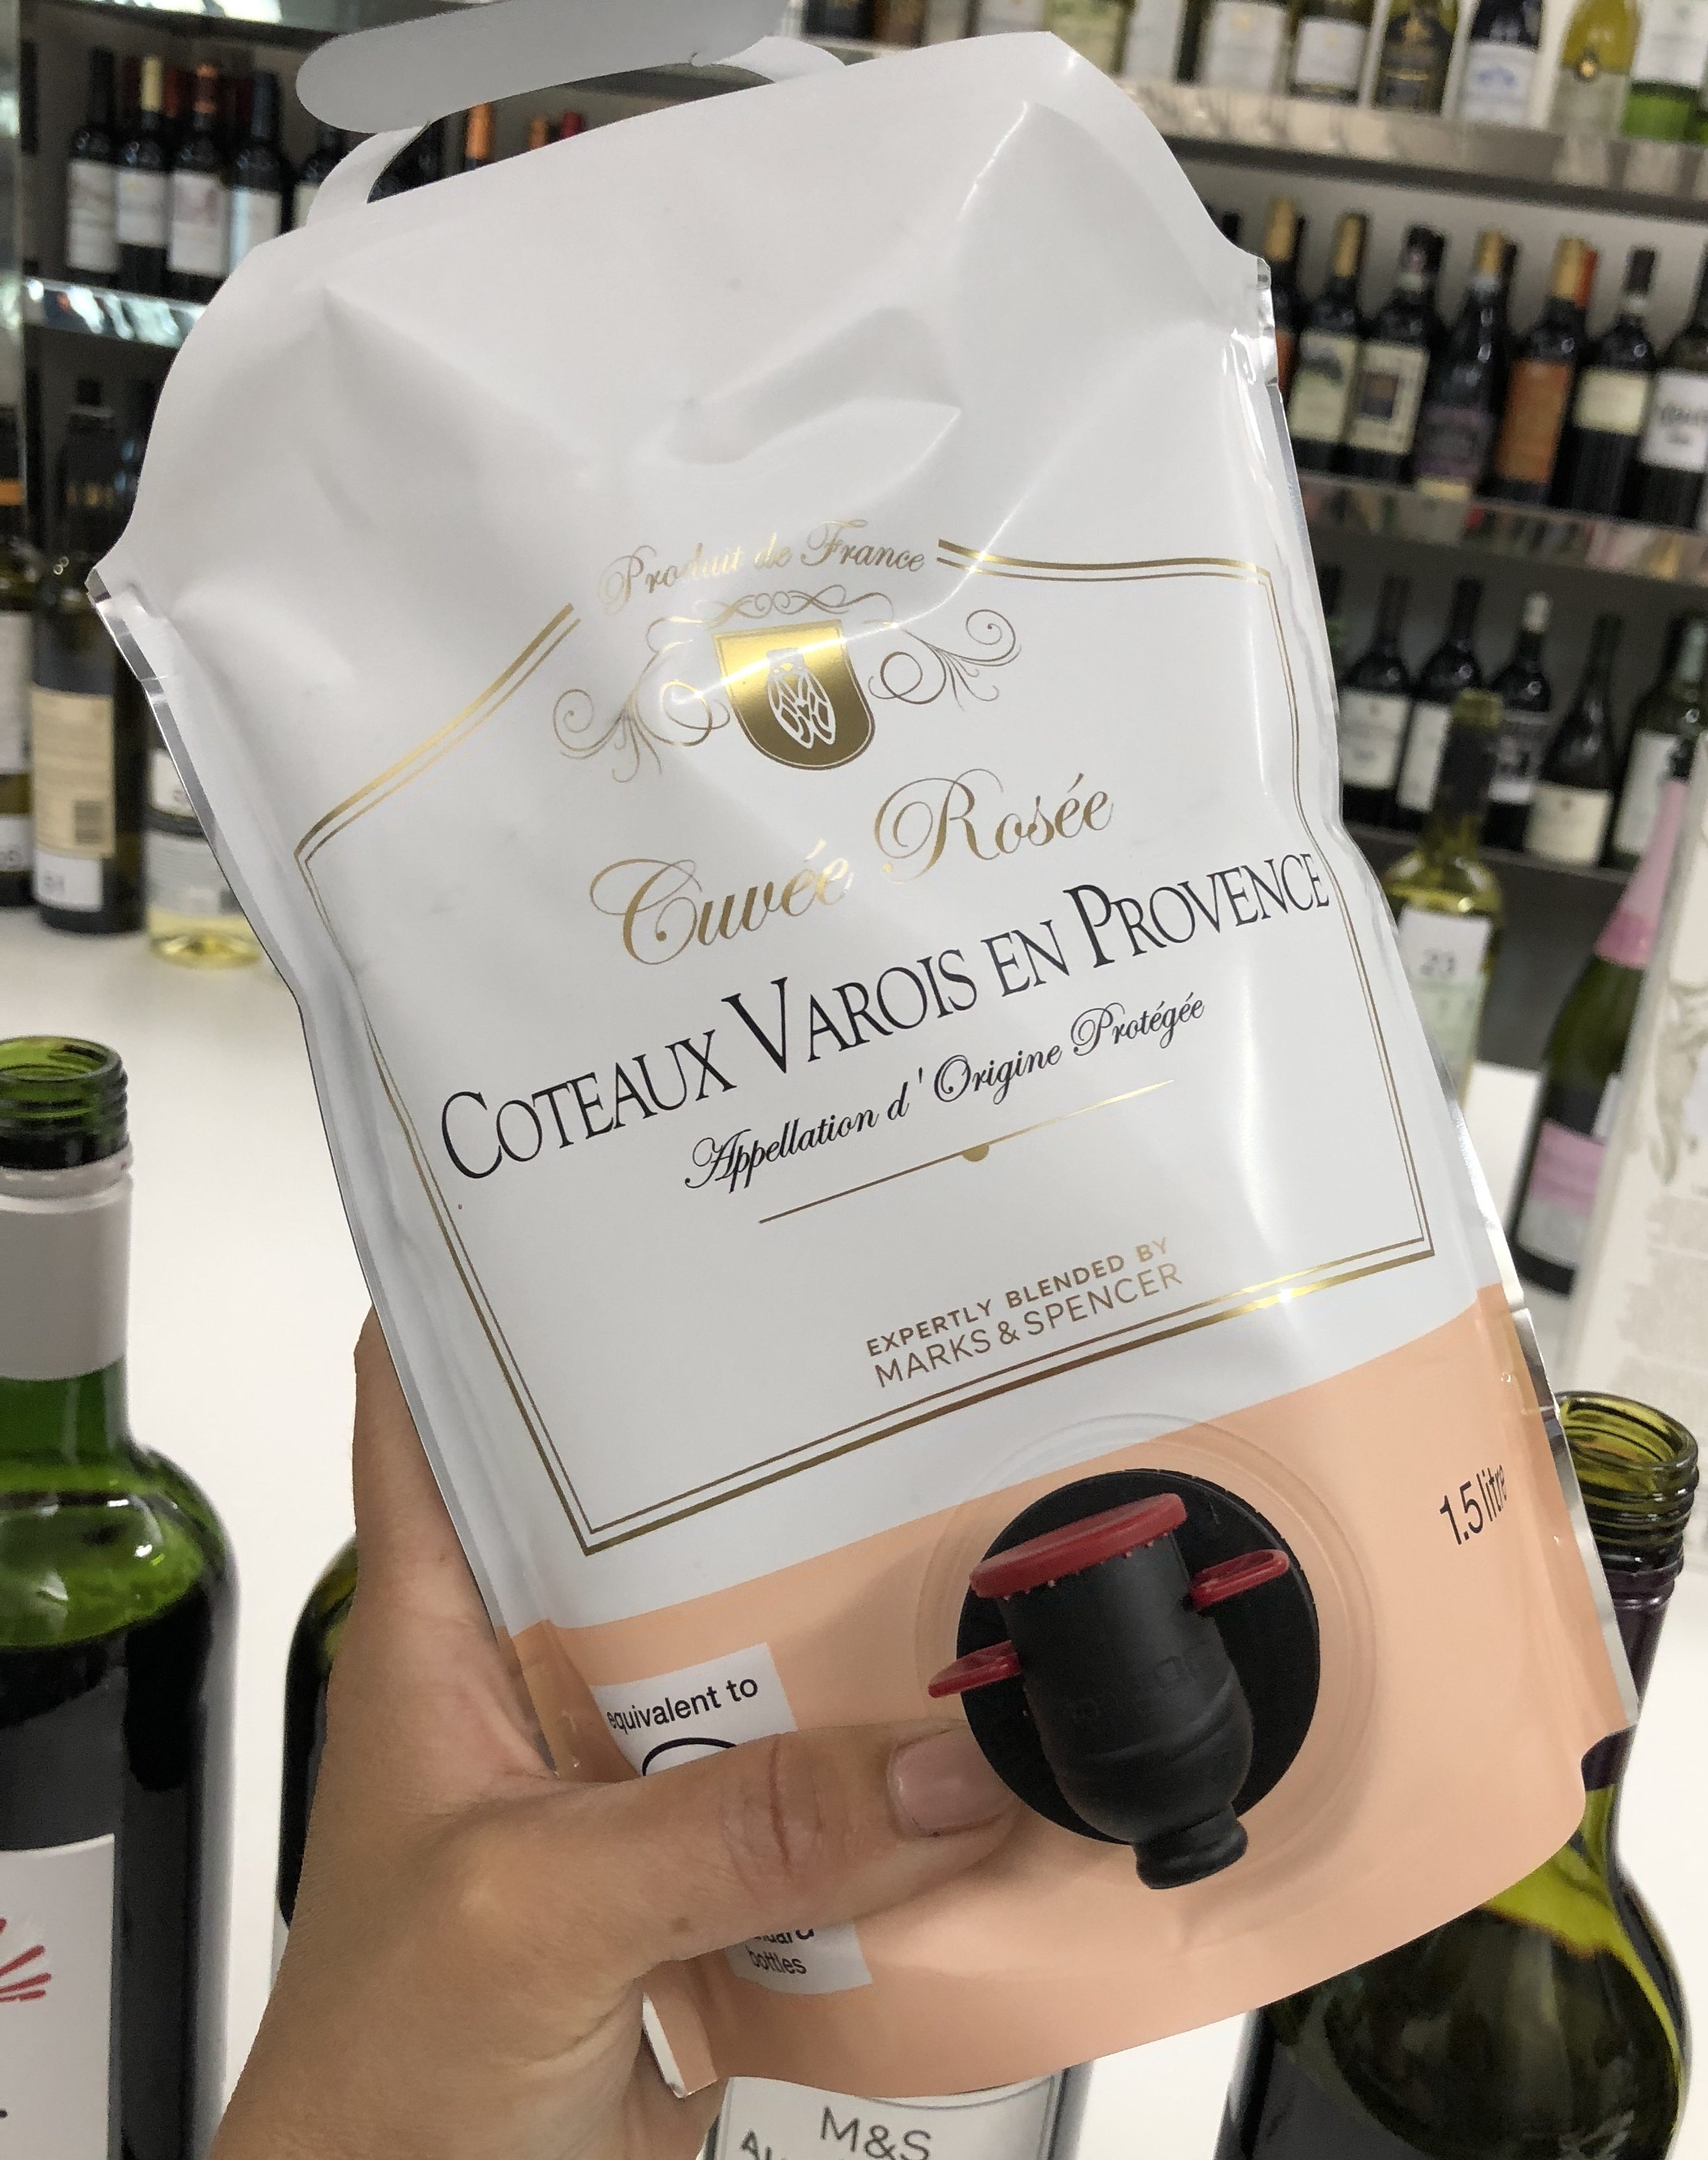 Produit de France
Cuvée Rosée
COTEAUX VAROIS EN PROVENCE
Appellation d'Origine Protégée
EXPERTLY BLENDED BY
MARKS & SPENCER
1.5 litre
equivalent to
bottles
M&S
21